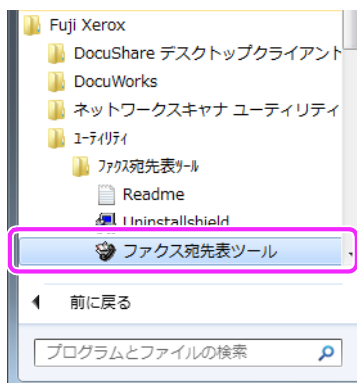 Fuji Xerox
DocuShare デスクトップクライアント
DocuWorks
ネットワークスキャナ ユーティリティ
ﾕｰﾃｨﾘﾃｨ
ﾌｧｸｽ宛先表ﾂｰﾙ
Readme
Uninstallshield
ファクス宛先表ツール
前に戻る
プログラムとファイルの検索